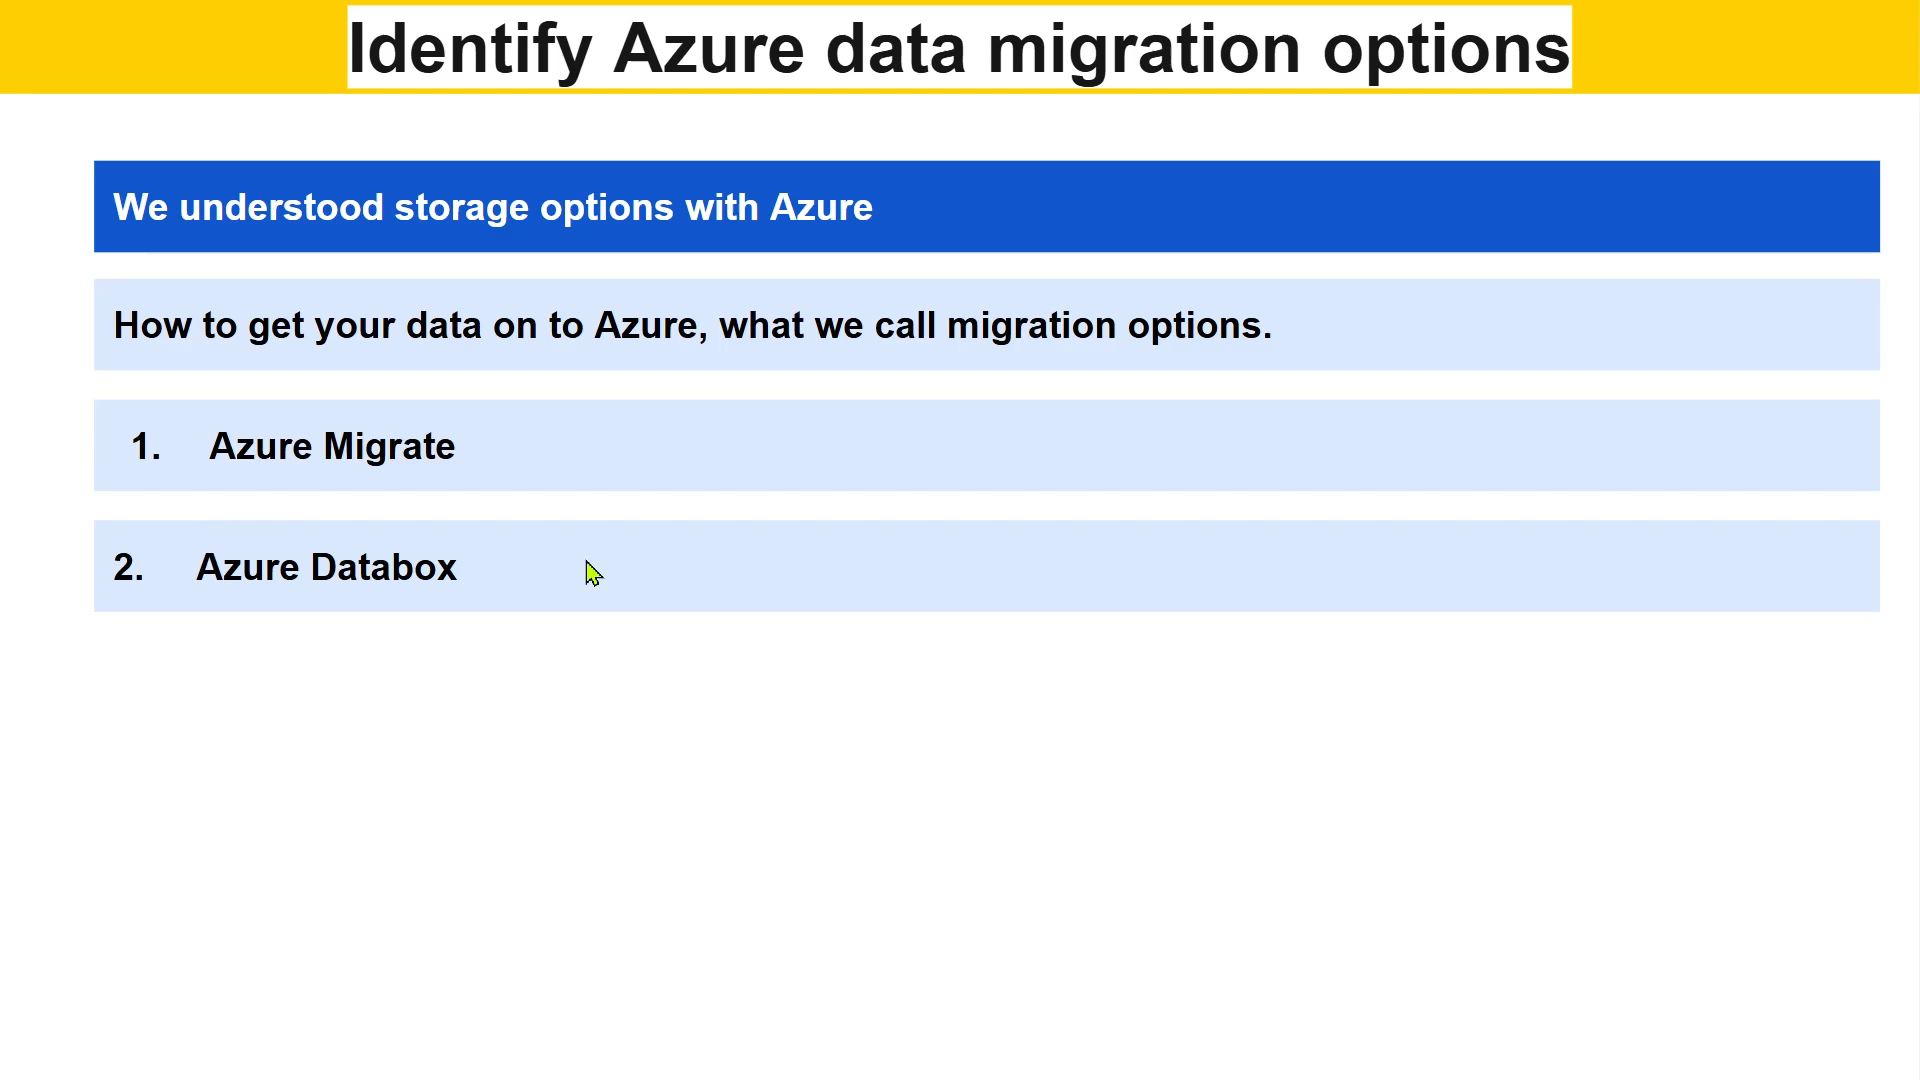 Identify Azure data migration options
We understood storage options with Azure
How to get your data on to Azure, what we call migration options.
1. Azure Migrate
2. Azure Databox